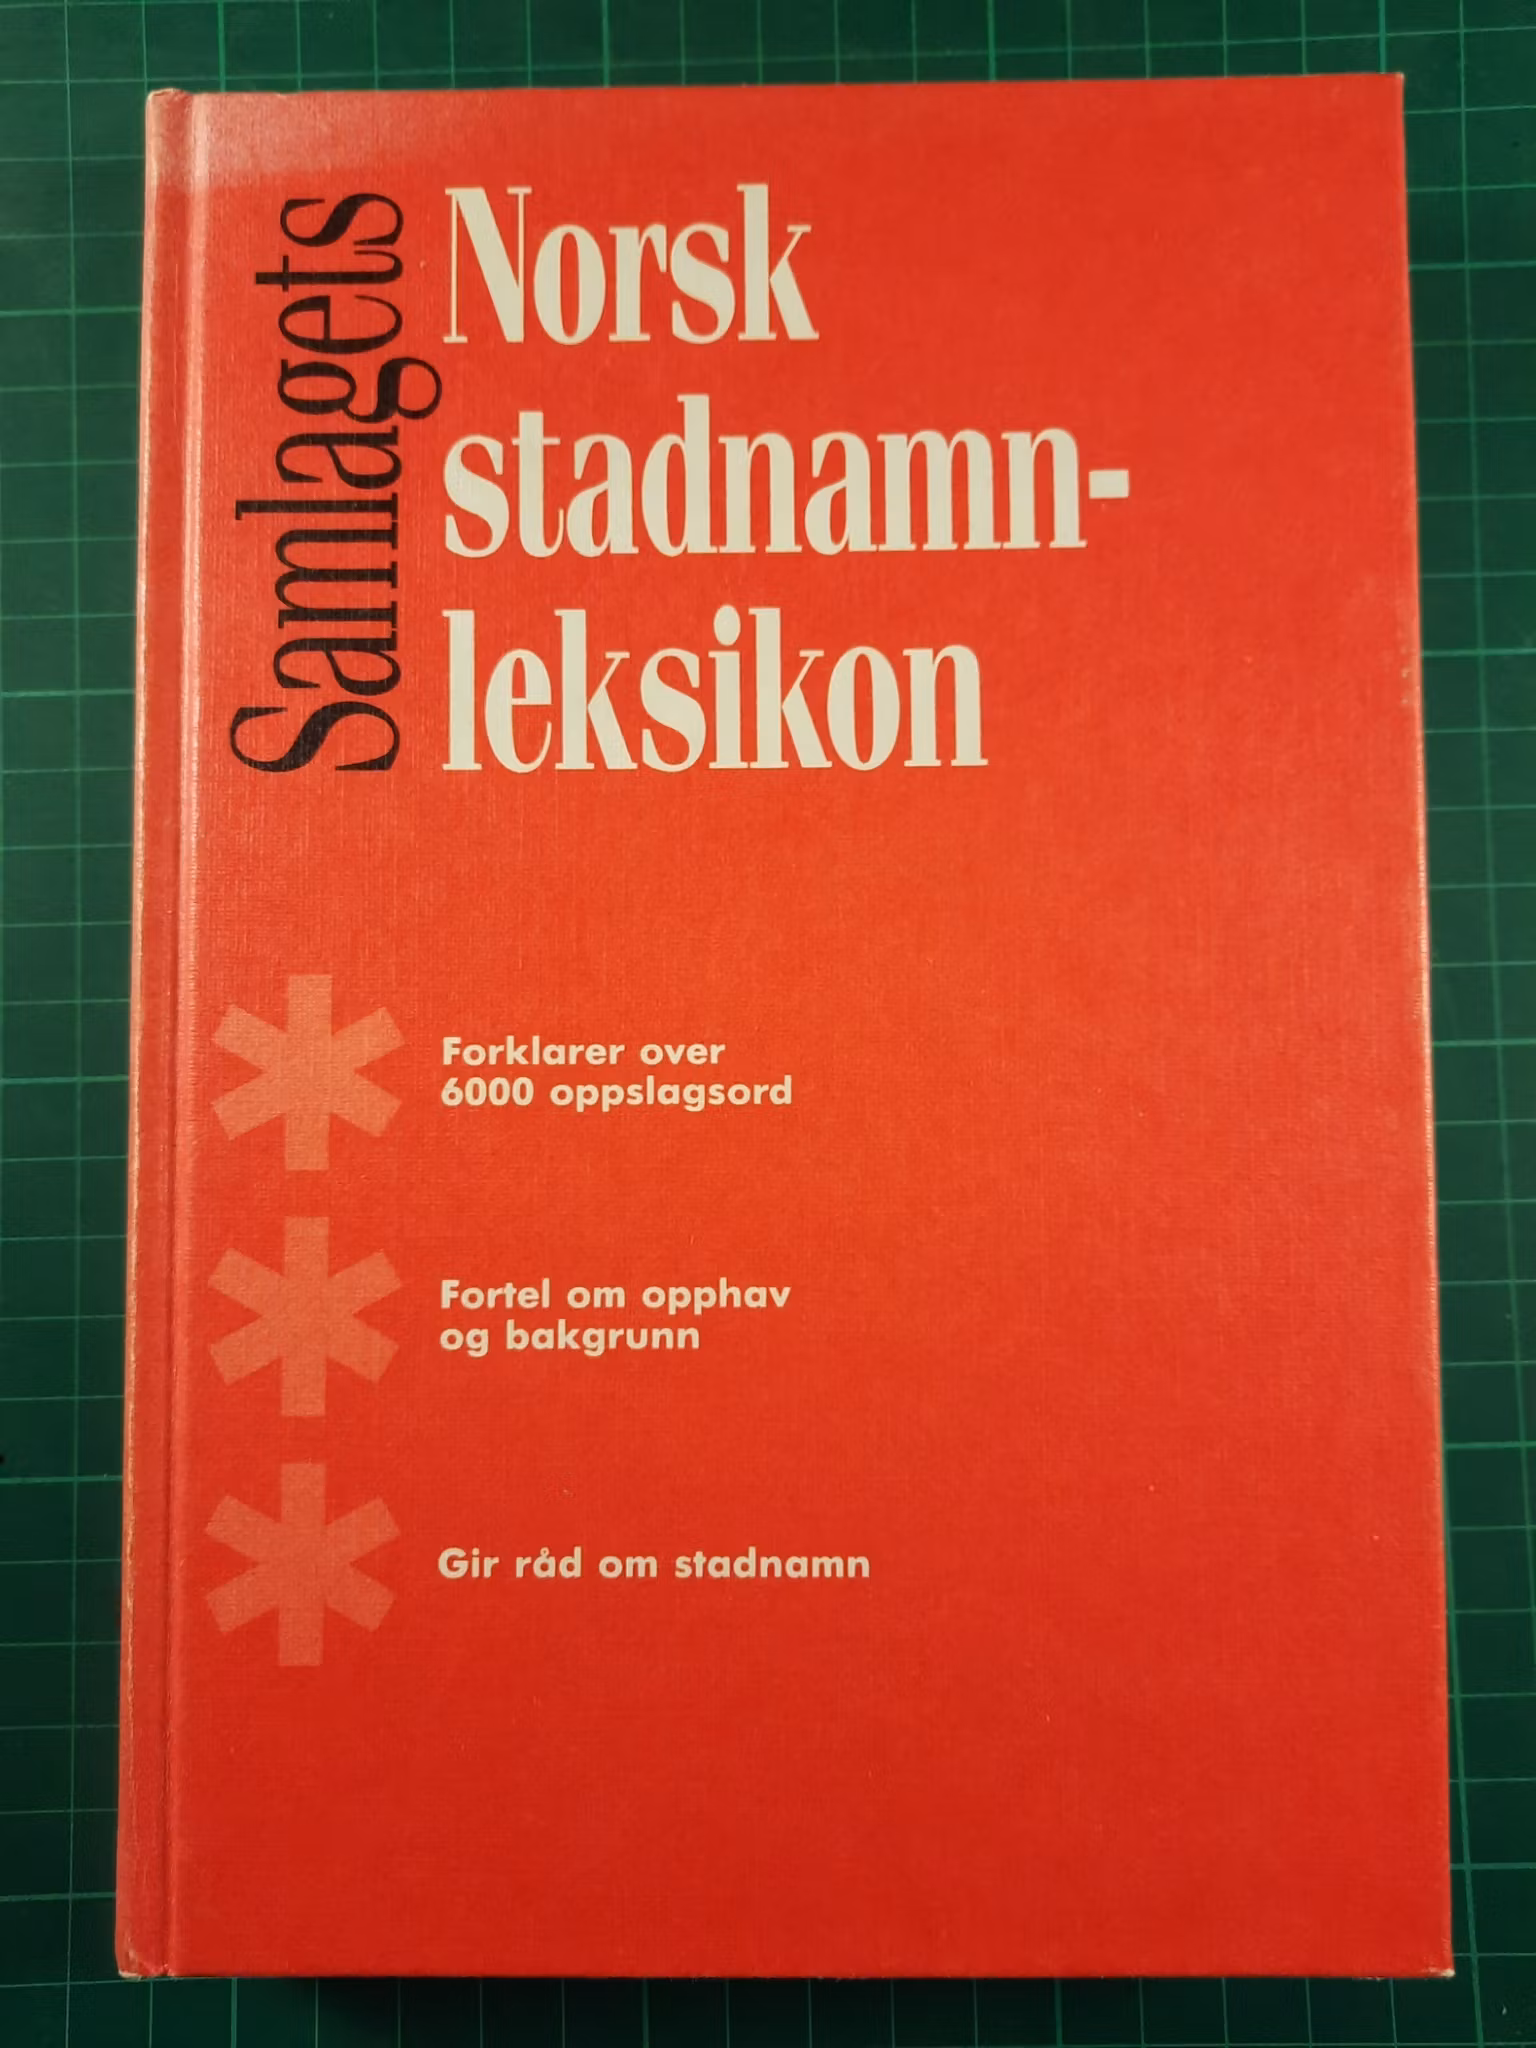 Samlagets
Norsk
stadnamn-
leksikon
Forklarer over
6000 oppslagsord
Fortel om opphav
og bakgrunn
Gir råd om stadnamn